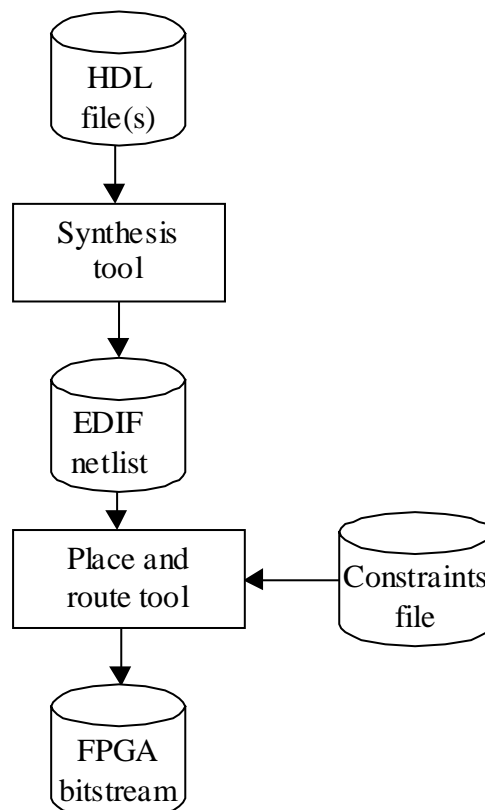 HDL
file(s)
Synthesis
tool
EDIF
netlist
Place and
route tool
Constraints
file
FPGA
bitstream